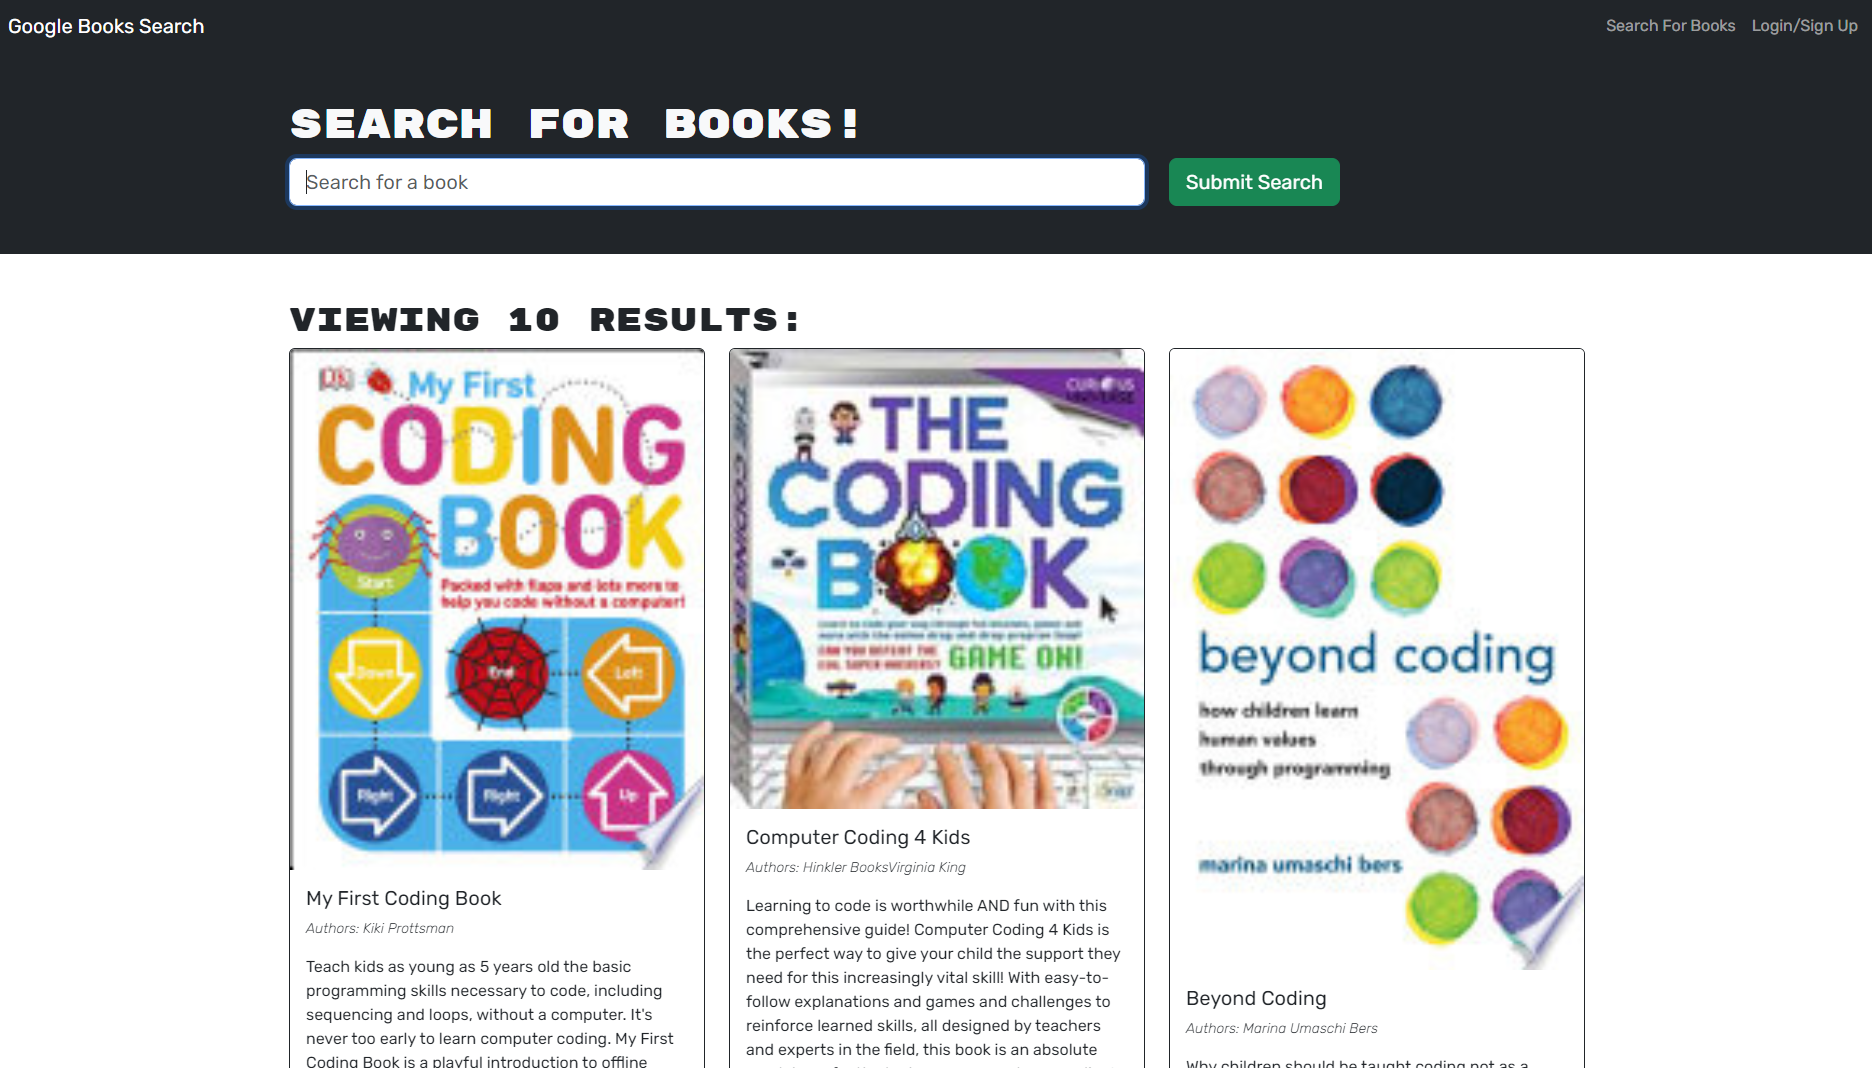 Google Books Search
Search For Books
Login/Sign Up
SEARCH FOR BOOKS!
Search for a book
Submit Search
VIEWING 10 RESULTS:
DK
My First
CODING
BOOK
Start
Packed with flaps and lots more to
help you code without a computer!
Down
End
Left
Right
Right
Up
My First Coding Book
Authors: Kiki Prottsman
Teach kids as young as 5 years old the basic
programming skills necessary to code, including
sequencing and loops, without a computer. It's
never too early to learn computer coding. My First
Coding Book is a playful introduction to offline
THE CODING BOOK
CURIOUS
UNIVERSE
THE
CODING
BOOK
CAN YOU DEFEAT THE
GAME ON!
Computer Coding 4 Kids
Authors: Hinkler BooksVirginia King
Learning to code is worthwhile AND fun with this
comprehensive guide! Computer Coding 4 Kids is
the perfect way to give your child the support they
need for this increasingly vital skill! With easy-to-
follow explanations and games and challenges to
reinforce learned skills, all designed by teachers
and experts in the field, this book is an absolute
beyond coding
how children learn
human values
through programming
marina umaschi bers
Beyond Coding
Authors: Marina Umaschi Bers
Why children should be taught coding not as a